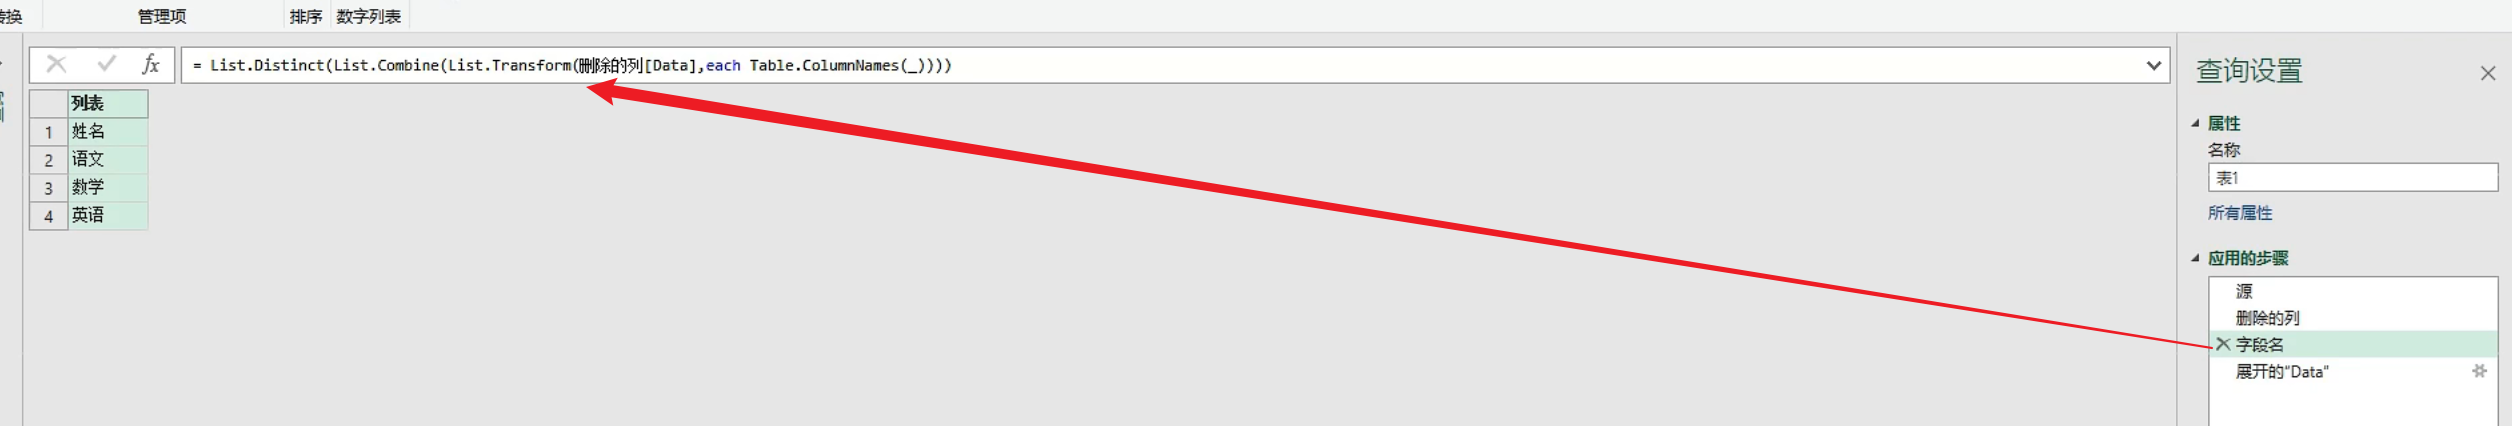 管理项
排序
数字列表
fx
= List.Distinct(List.Combine(List.Transform(删除的列[Data],each Table.ColumnNames(_))))
列表
1 姓名
2 语文
3 数学
4 英语
查询设置
属性
名称
表1
所有属性
应用的步骤
源
删除的列
字段名
展开的"Data"